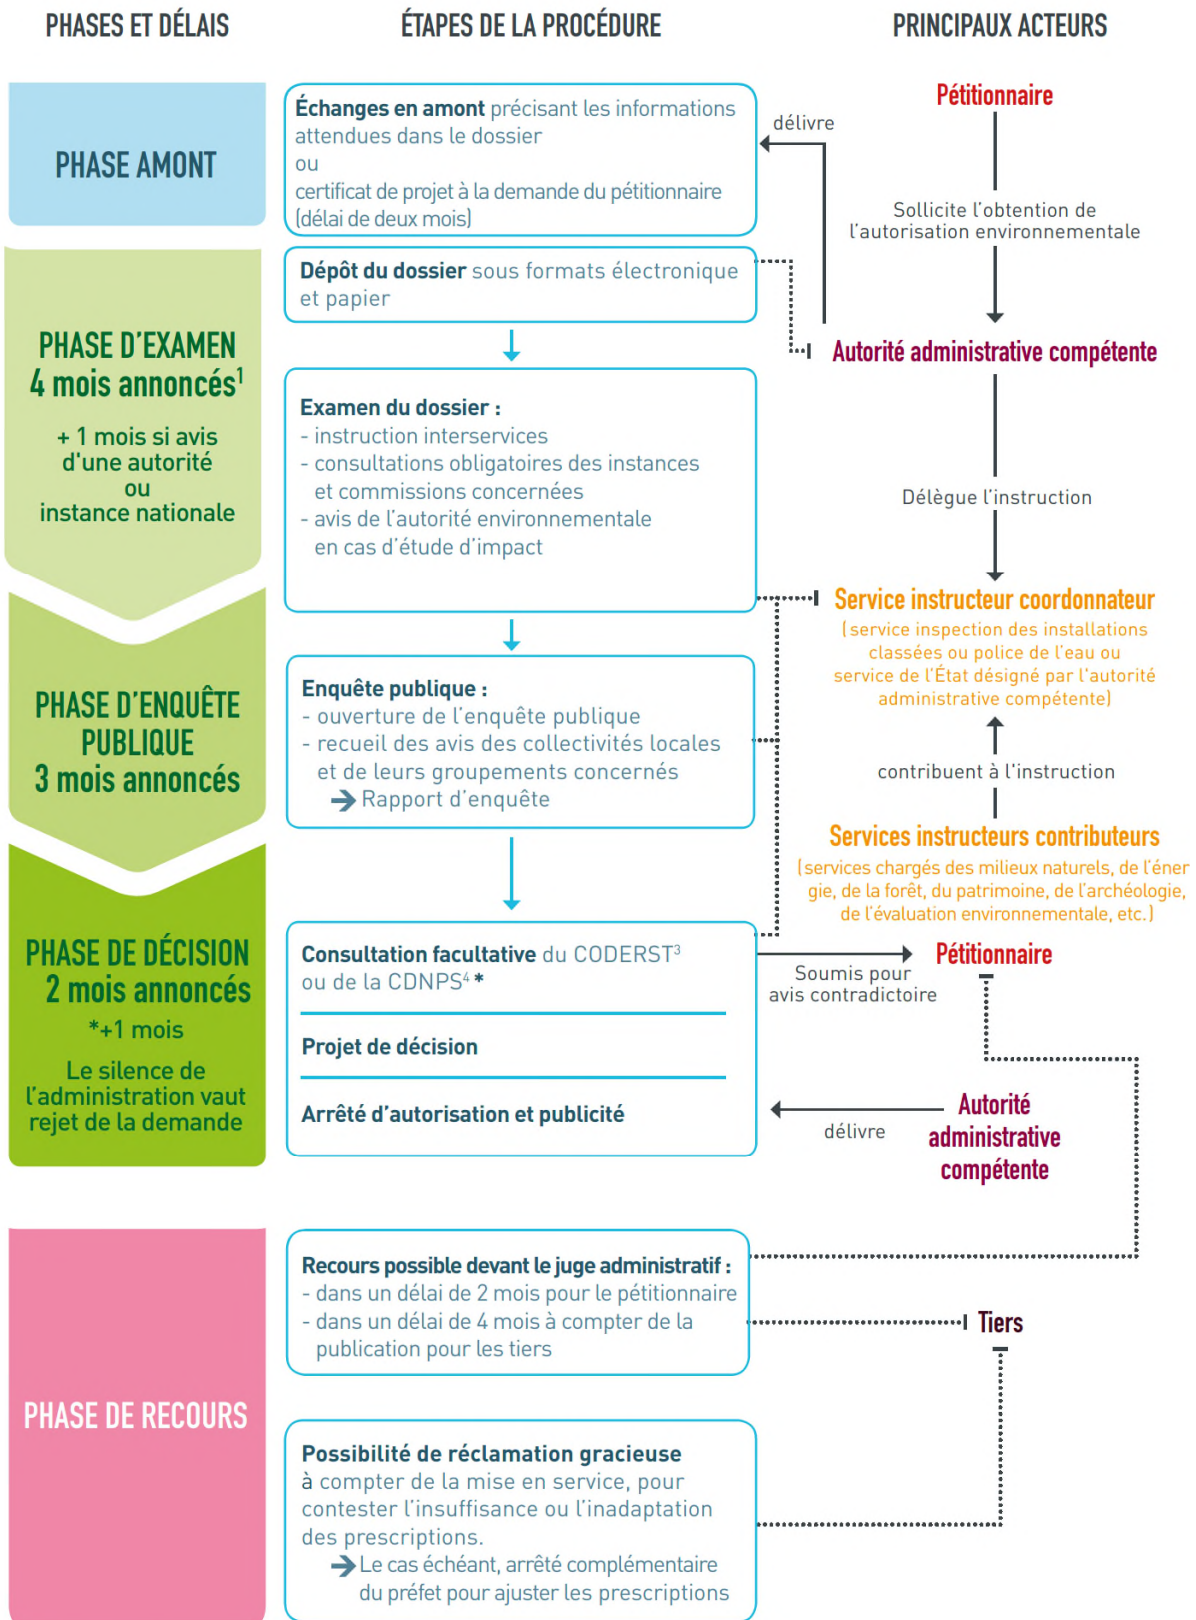 PHASES ET DÉLAIS
ÉTAPES DE LA PROCÉDURE
PRINCIPAUX ACTEURS
PHASE AMONT
Échanges en amont précisant les informations
attendues dans le dossier
ou
certificat de projet à la demande du pétitionnaire
(délai de deux mois)
délivre
Pétitionnaire
Sollicite l'obtention de
l'autorisation environnementale
PHASE D'EXAMEN
4 mois annoncés¹
+ 1 mois si avis
d'une autorité
ou
instance nationale
Dépôt du dossier sous formats électronique
et papier
Autorité administrative compétente
Examen du dossier :
- instruction interservices
- consultations obligatoires des instances
et commissions concernées
- avis de l'autorité environnementale
en cas d'étude d'impact
Délègue l'instruction
Service instructeur coordonnateur
(service inspection des installations
classées ou police de l'eau ou
service de l'État désigné par l'autorité
administrative compétente)
PHASE D'ENQUÊTE
PUBLIQUE
3 mois annoncés
Enquête publique :
- ouverture de l'enquête publique
- recueil des avis des collectivités locales
et de leurs groupements concernés
→ Rapport d'enquête
contribuent à l'instruction
Services instructeurs contributeurs
(services chargés des milieux naturels, de l'éner
gie, de la forêt, du patrimoine, de l'archéologie,
de l'évaluation environnementale, etc.)
PHASE DE DÉCISION
2 mois annoncés
*+1 mois
Le silence de
l'administration vaut
rejet de la demande
Consultation facultative du CODERST³
ou de la CDNPS⁴ *
Projet de décision
Arrêté d'autorisation et publicité
Soumis pour
avis contradictoire
Pétitionnaire
délivre
Autorité
administrative
compétente
PHASE DE RECOURS
Recours possible devant le juge administratif :
- dans un délai de 2 mois pour le pétitionnaire
- dans un délai de 4 mois à compter de la
publication pour les tiers
Tiers
Possibilité de réclamation gracieuse
à compter de la mise en service, pour
contester l'insuffisance ou l'inadaptation
des prescriptions.
→ Le cas échéant, arrêté complémentaire
du préfet pour ajuster les prescriptions